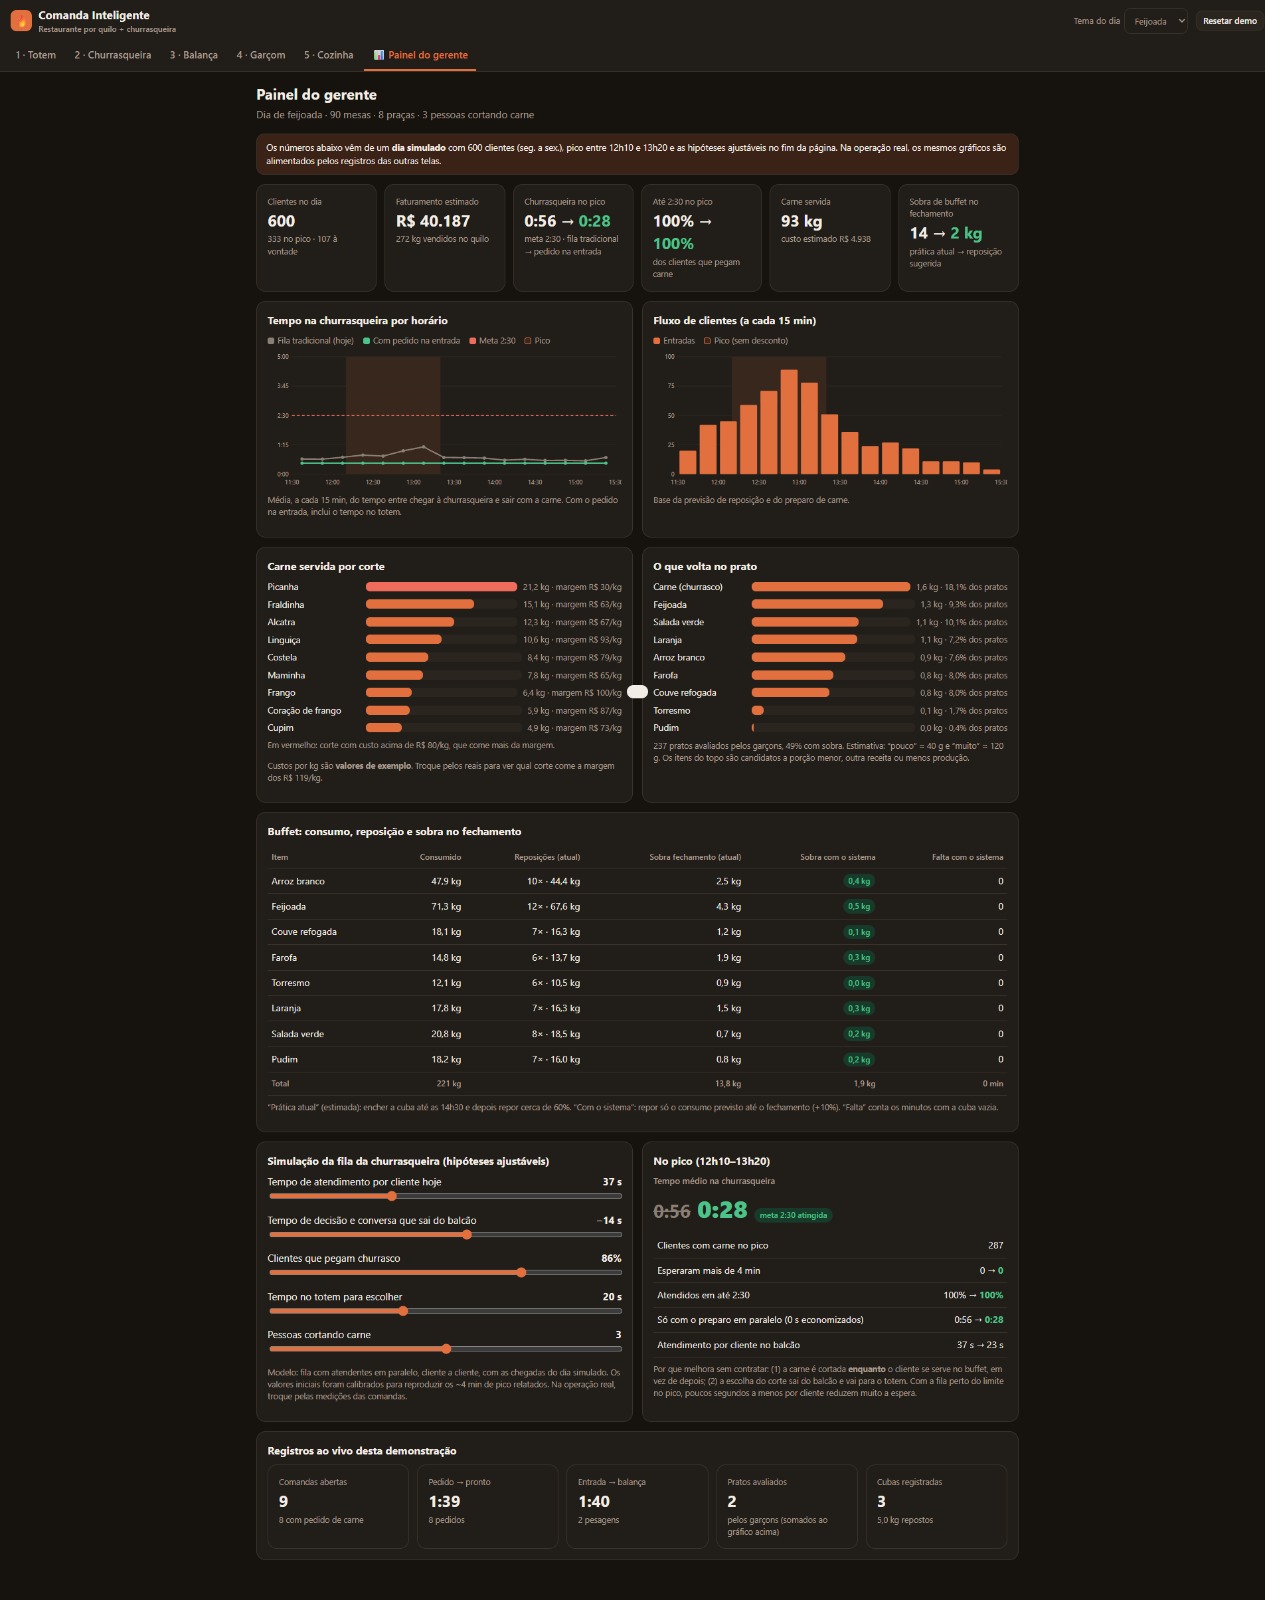 Comanda Inteligente
Restaurante por quilo + churrasqueira
Tema do dia
Feijoada
Resetar demo
1 · Totem
2 · Churrasqueira
3 · Balança
4 · Garçom
5 · Cozinha
📊 Painel do gerente
Painel do gerente
Dia de feijoada · 90 mesas · 8 praças · 3 pessoas cortando carne
Os números abaixo vêm de um dia simulado com 600 clientes (seg. a sex.), pico entre 12h10 e 13h20 e as hipóteses ajustáveis no fim da página. Na operação real, os mesmos gráficos são
alimentados pelos registros das outras telas.
Clientes no dia
600
333 no pico · 107 à
vontade
Faturamento estimado
R$ 40.187
272 kg vendidos no quilo
Churrasqueira no pico
0:56 → 0:28
meta 2:30 · fila tradicional
→ pedido na entrada
Até 2:30 no pico
100% →
100%
dos clientes que pegam
carne
Carne servida
93 kg
custo estimado R$ 4.938
Sobra de buffet no
fechamento
14 → 2 kg
prática atual → reposição
sugerida
Tempo na churrasqueira por horário
Fila tradicional (hoje)
Com pedido na entrada
Meta 2:30
Pico
5:00
3:45
2:30
1:15
0:00
11:30 12:00 12:30 13:00 13:30 14:00 14:30 15:00 15:3
Média, a cada 15 min, do tempo entre chegar à churrasqueira e sair com a carne. Com o pedido
na entrada, inclui o tempo no totem.
Fluxo de clientes (a cada 15 min)
Entradas
Pico (sem desconto)
100
75
50
25
0
11:30 12:00 12:30 13:00 13:30 14:00 14:30 15:00 15:3
Base da previsão de reposição e do preparo de carne.
Carne servida por corte
Picanha 21,2 kg · margem R$ 30/kg
Fraldinha 15,1 kg · margem R$ 63/kg
Alcatra 12,3 kg · margem R$ 67/kg
Linguiça 10,6 kg · margem R$ 93/kg
Costela 8,4 kg · margem R$ 79/kg
Maminha 7,8 kg · margem R$ 65/kg
Frango 6,4 kg · margem R$ 100/kg
Coração de frango 5,9 kg · margem R$ 87/kg
Cupim 4,9 kg · margem R$ 73/kg
Em vermelho: corte com custo acima de R$ 80/kg, que come mais da margem.
Custos por kg são valores de exemplo. Troque pelos reais para ver qual corte come a margem
dos R$ 119/kg.
O que volta no prato
Carne (churrasco) 1,6 kg · 18,1% dos pratos
Feijoada 1,3 kg · 9,3% dos pratos
Salada verde 1,1 kg · 10,1% dos pratos
Laranja 1,1 kg · 7,2% dos pratos
Arroz branco 0,9 kg · 7,6% dos pratos
Farofa 0,8 kg · 8,0% dos pratos
Couve refogada 0,8 kg · 8,0% dos pratos
Torresmo 0,1 kg · 1,7% dos pratos
Pudim 0,0 kg · 0,4% dos pratos
237 pratos avaliados pelos garçons, 49% com sobra. Estimativa: "pouco" = 40 g e "muito" = 120
g. Os itens do topo são candidatos a porção menor, outra receita ou menos produção.
Buffet: consumo, reposição e sobra no fechamento
Item Consumido Reposições (atual) Sobra fechamento (atual) Sobra com o sistema Falta com o sistema
Arroz branco 47,9 kg 10× · 44,4 kg 2,5 kg 0,4 kg 0
Feijoada 71,3 kg 12× · 67,6 kg 4,3 kg 0,5 kg 0
Couve refogada 18,1 kg 7× · 16,3 kg 1,2 kg 0,1 kg 0
Farofa 14,8 kg 6× · 13,7 kg 1,9 kg 0,3 kg 0
Torresmo 12,1 kg 6× · 10,5 kg 0,9 kg 0,0 kg 0
Laranja 17,8 kg 7× · 16,3 kg 1,5 kg 0,3 kg 0
Salada verde 20,8 kg 8× · 18,5 kg 0,7 kg 0,2 kg 0
Pudim 18,2 kg 7× · 16,0 kg 0,8 kg 0,2 kg 0
Total 221 kg 13,8 kg 1,9 kg 0 min
"Prática atual" (estimada): encher a cuba até as 14h30 e depois repor cerca de 60%. "Com o sistema": repor só o consumo previsto até o fechamento (+10%). "Falta" conta os minutos com a cuba vazia.
Simulação da fila da churrasqueira (hipóteses ajustáveis)
Tempo de atendimento por cliente hoje 37 s
Tempo de decisão e conversa que sai do balcão −14 s
Clientes que pegam churrasco 86%
Tempo no totem para escolher 20 s
Pessoas cortando carne 3
Modelo: fila com atendentes em paralelo, cliente a cliente, com as chegadas do dia simulado. Os
valores iniciais foram calibrados para reproduzir os ~4 min de pico relatados. Na operação real,
troque pelas medições das comandas.
No pico (12h10–13h20)
Tempo médio na churrasqueira
0:56 0:28 meta 2:30 atingida
Clientes com carne no pico 287
Esperaram mais de 4 min 0 → 0
Atendidos em até 2:30 100% → 100%
Só com o preparo em paralelo (0 s economizados) 0:56 → 0:28
Atendimento por cliente no balcão 37 s → 23 s
Por que melhora sem contratar: (1) a carne é cortada enquanto o cliente se serve no buffet, em
vez de depois; (2) a escolha do corte sai do balcão e vai para o totem. Com a fila perto do limite
no pico, poucos segundos a menos por cliente reduzem muito a espera.
Registros ao vivo desta demonstração
Comandas abertas
9
8 com pedido de carne
Pedido → pronto
1:39
8 pedidos
Entrada → balança
1:40
2 pesagens
Pratos avaliados
2
pelos garçons (somados ao
gráfico acima)
Cubas registradas
3
5,0 kg repostos